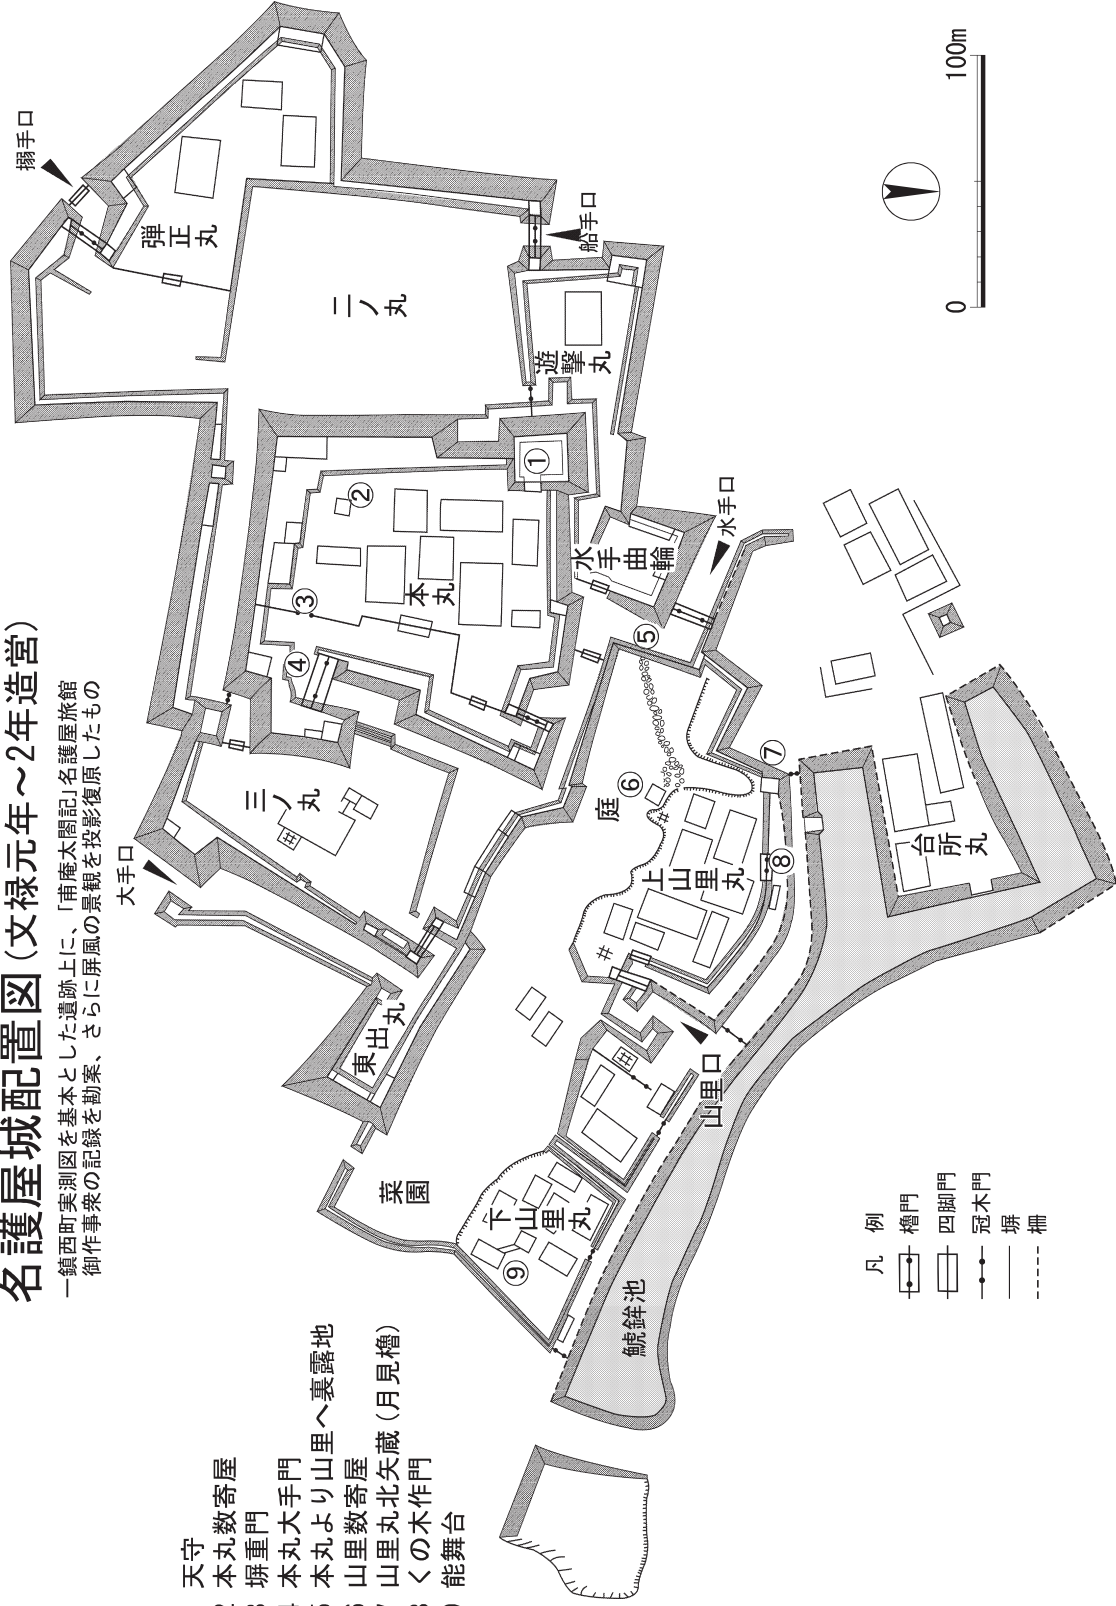 名護屋城配置図(文禄元年〜2年造営)
―鎮西町実測図を基本とした遺跡上に、「甫庵太閤記」名護屋旅館
御作事衆の記録を勘案、さらに屏風の景観を投影復原したもの
天守
2 本丸数寄屋
3 塀重門
4 本丸大手門
5 本丸より山里へ裏露地
6 山里数寄屋
7 山里丸北矢蔵(月見櫓)
8 くの木作門
9 能舞台
搦手口
弾正丸
二ノ丸
船手口
遊撃丸
①
②
③
④
本丸
水手曲輪
水手口
⑤
三ノ丸
大手口
庭
⑥
⑦
⑧
上山里丸
台所丸
東出丸
山里口
菜園
下山里丸
⑨
鯱鉾池
0 100m
凡 例
櫓門
四脚門
冠木門
塀
柵